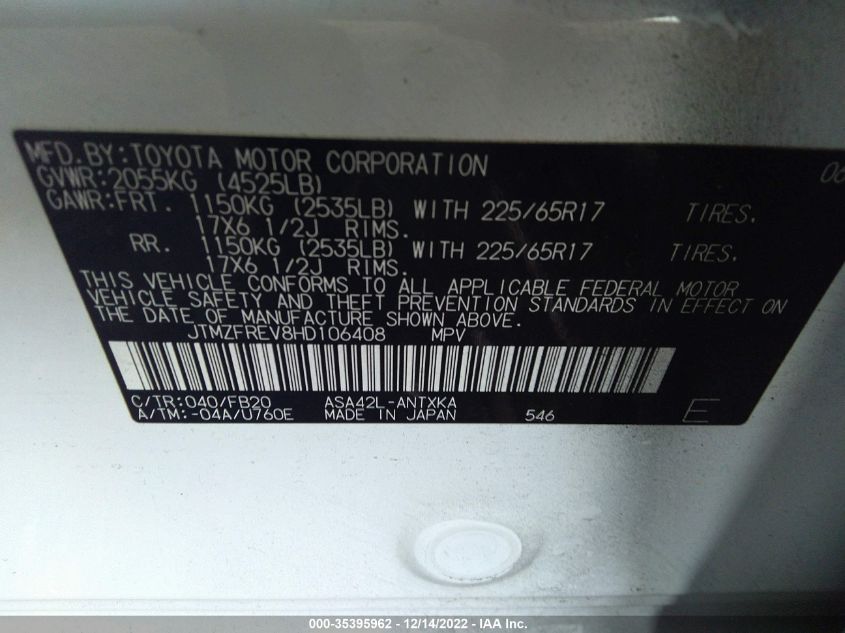 MFD.BY:TOYOTA MOTOR CORPORATION 06
GVWR:2055KG (4525LB)
GAWR:FRT. 1150KG (2535LB) WITH 225/65R17 TIRES.
17X6 1/2J RIMS.
RR. 1150KG (2535LB) WITH 225/65R17 TIRES.
17X6 1/2J RIMS.
THIS VEHICLE CONFORMS TO ALL APPLICABLE FEDERAL MOTOR
VEHICLE SAFETY AND THEFT PREVENTION STANDARDS IN EFFECT ON
THE DATE OF MANUFACTURE SHOWN ABOVE.
JTMZFREV8HD106408 MPV
C/TR:040/FB20 ASA42L-ANTXKA
A/TM:-04A/U760E MADE IN JAPAN 546 E
000-35395962 - 12/14/2022 - IAA Inc.